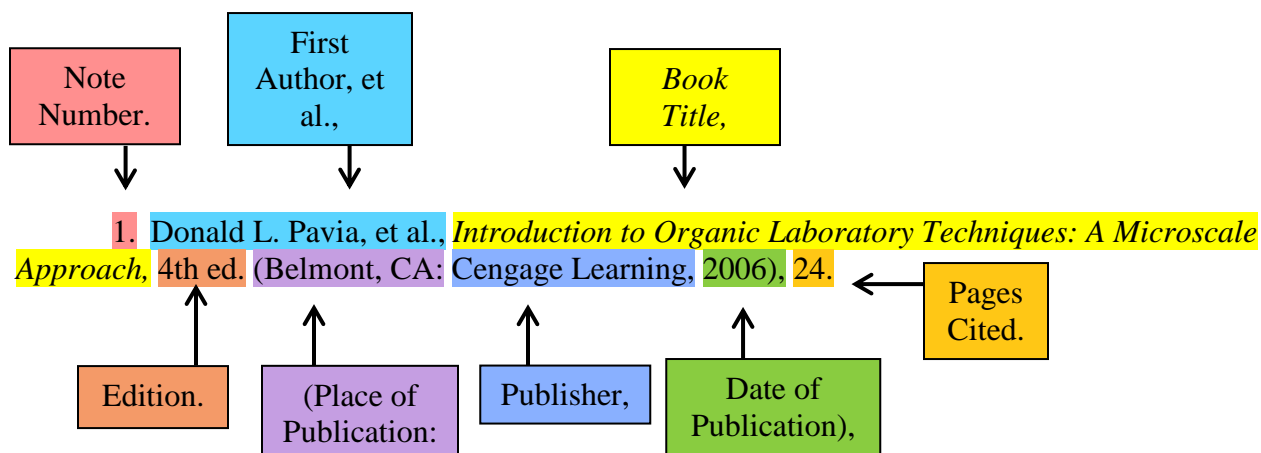 Note
Number.
First
Author, et
al.,
Book
Title,
1. Donald L. Pavia, et al., Introduction to Organic Laboratory Techniques: A Microscale
Approach, 4th ed. (Belmont, CA: Cengage Learning, 2006), 24.
Pages
Cited.
Edition.
(Place of
Publication:
Publisher,
Date of
Publication),